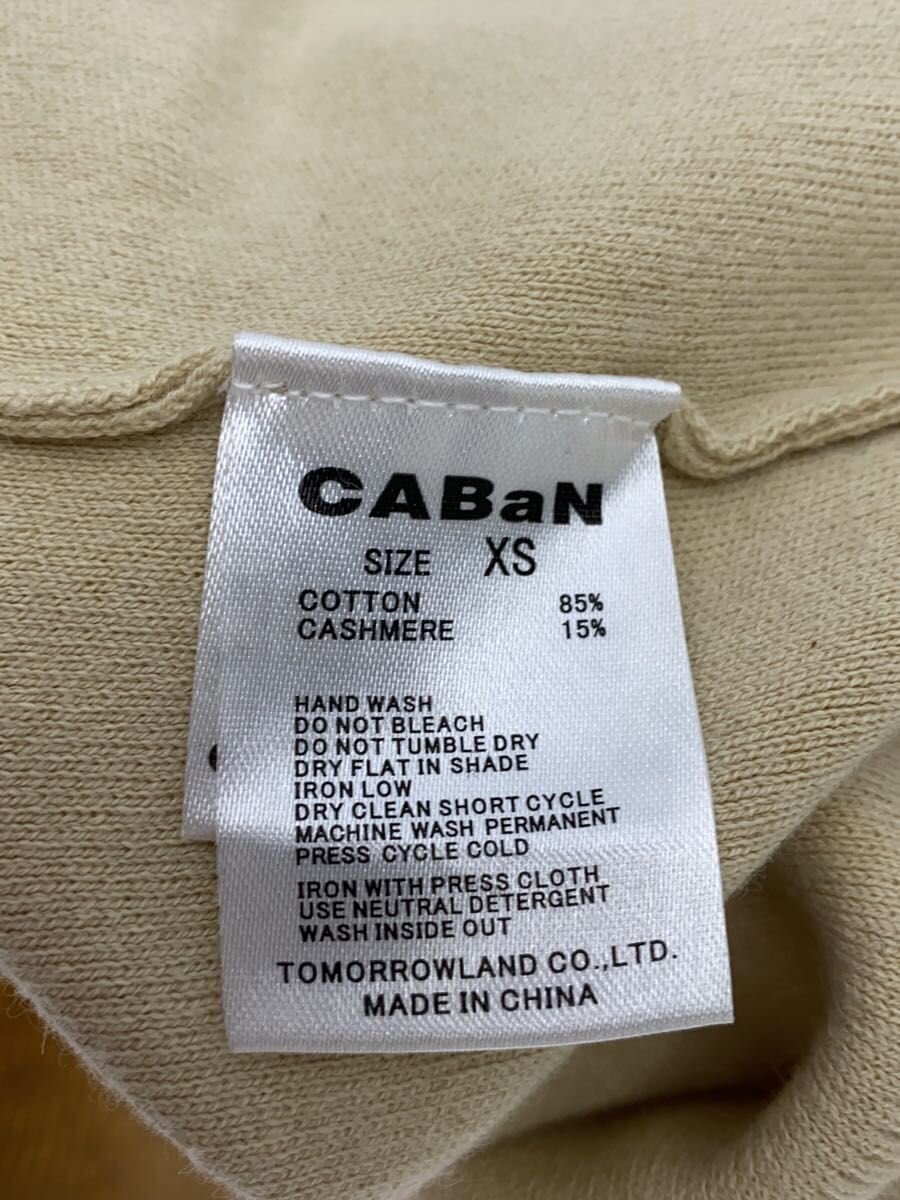 CABaN
SIZE XS
COTTON 85%
CASHMERE 15%
HAND WASH
DO NOT BLEACH
DO NOT TUMBLE DRY
DRY FLAT IN SHADE
IRON LOW
DRY CLEAN SHORT CYCLE
MACHINE WASH PERMANENT
PRESS CYCLE COLD
IRON WITH PRESS CLOTH
USE NEUTRAL DETERGENT
WASH INSIDE OUT
TOMORROWLAND CO.,LTD.
MADE IN CHINA